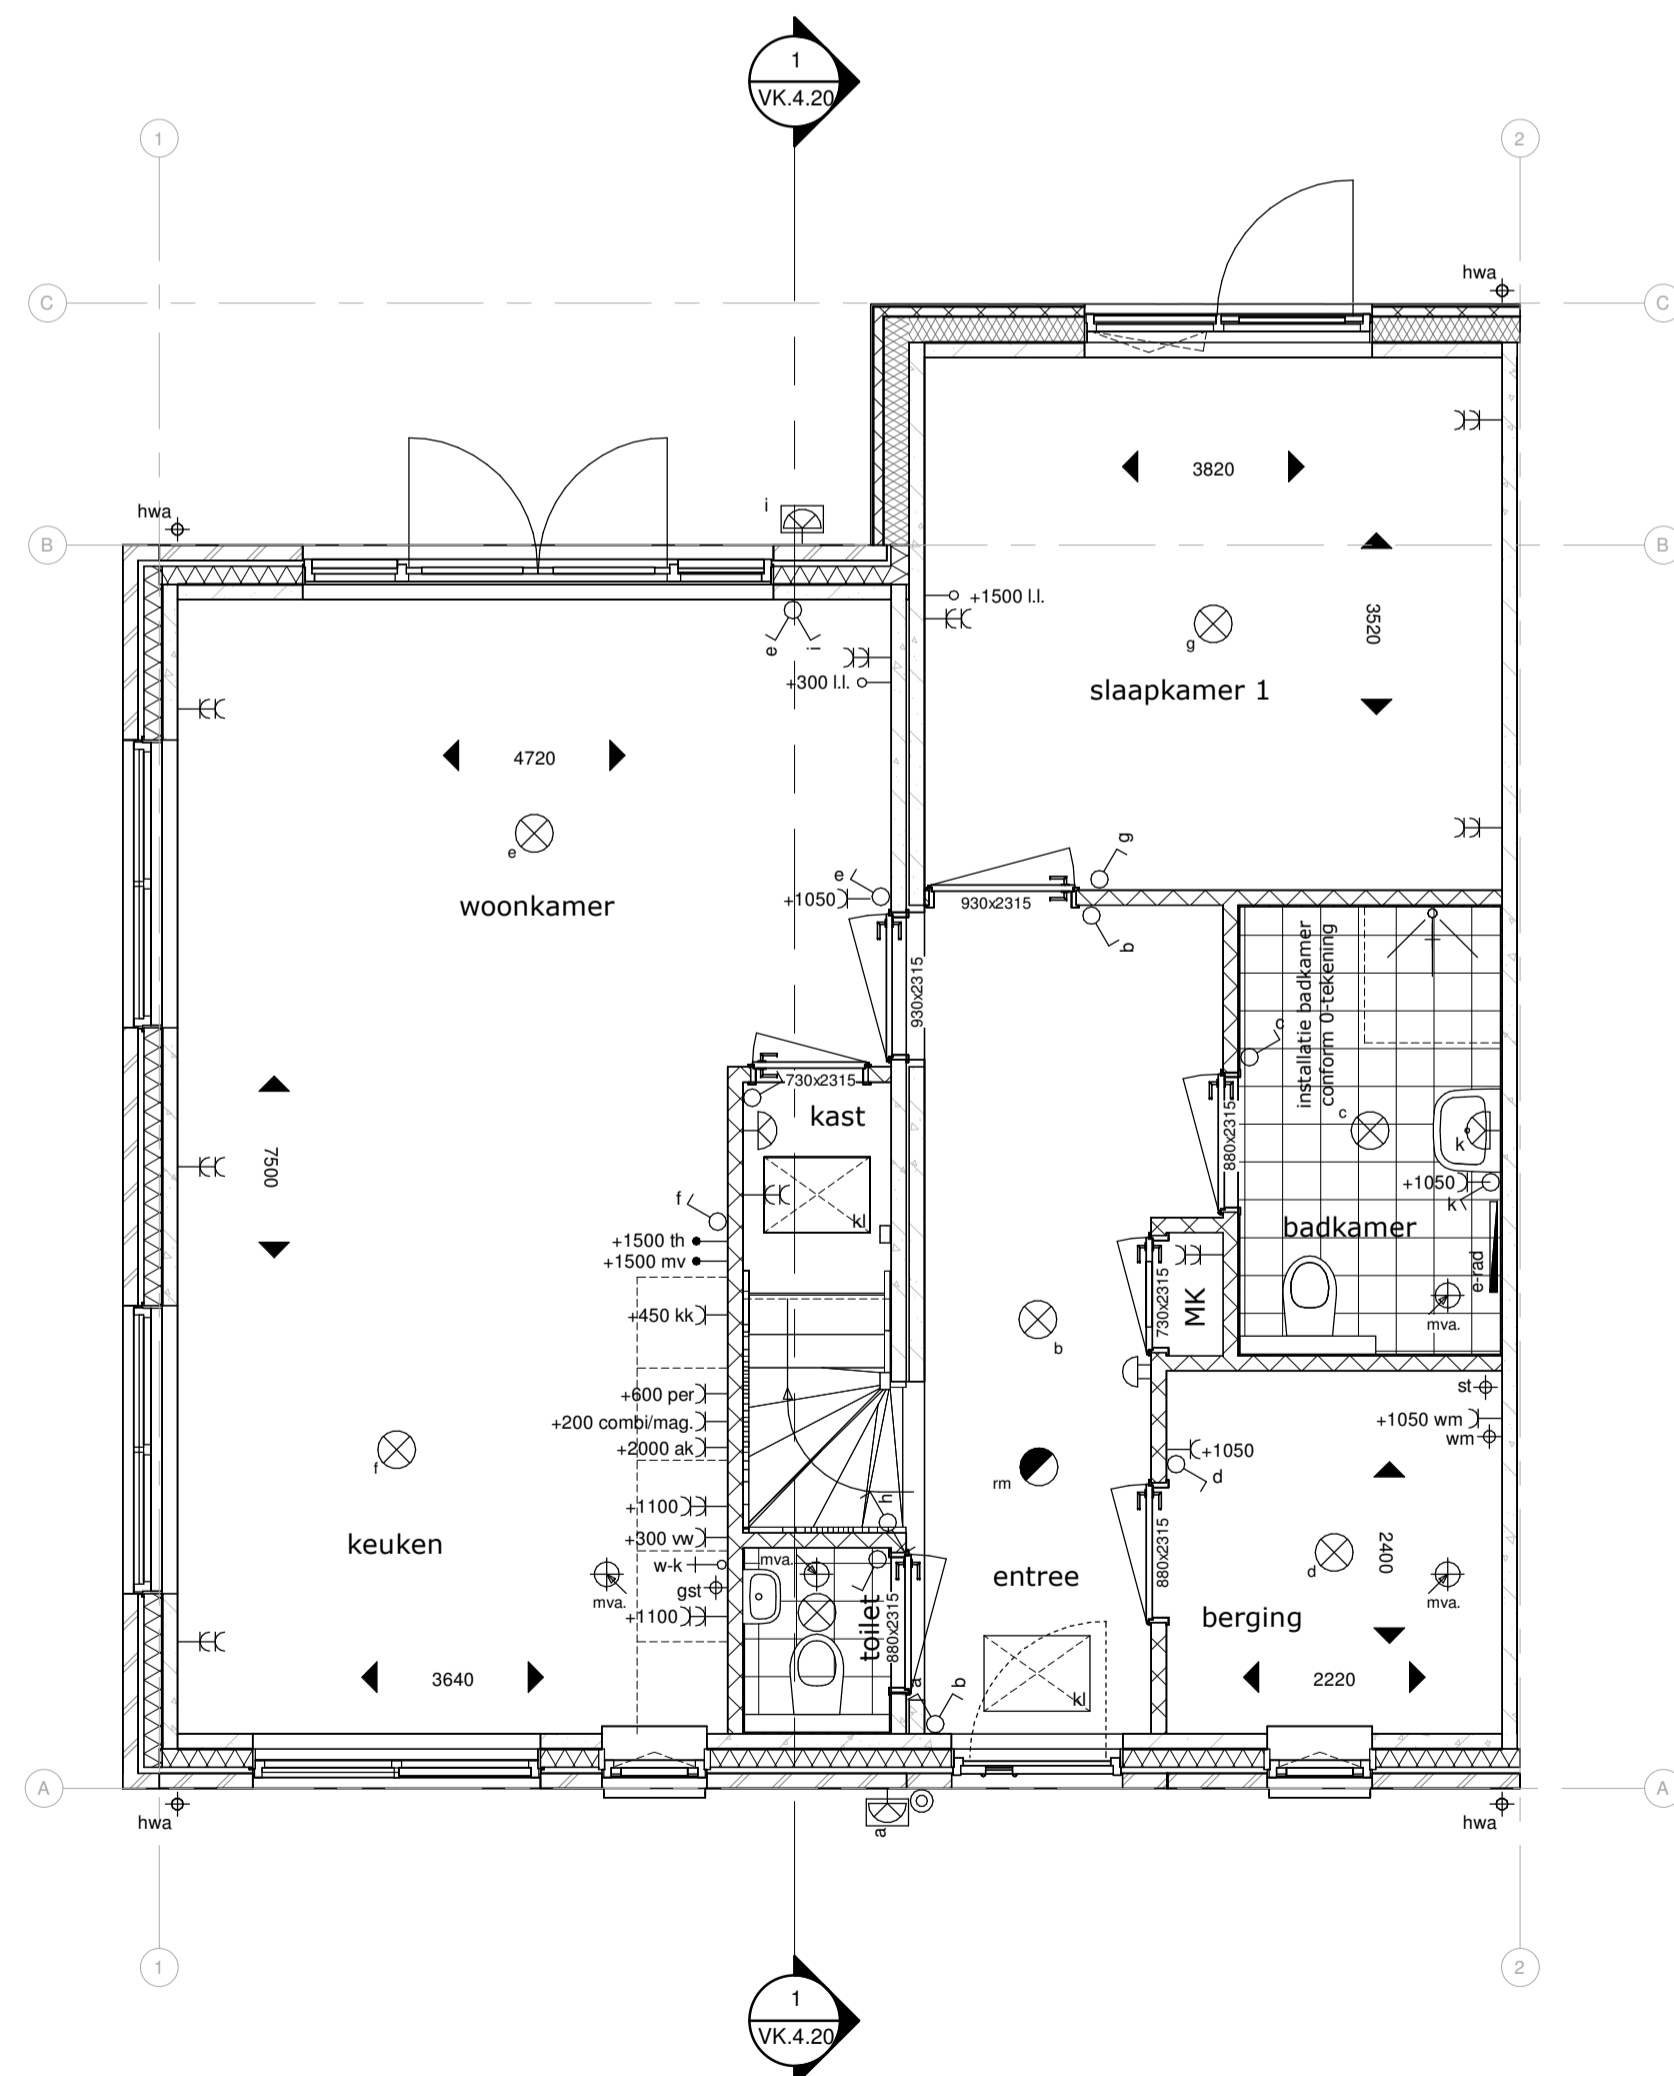 1
VK.4.20
1
2
hwa
C
C
3820
hwa
i
B
B
+1500 l.l.
3520
e
i
g
+300 l.l.
slaapkamer 1
4720
e
g
e
+1050
930x2315
woonkamer
b
installatie badkamer
conform 0-tekening
930x2315
c
730x2315
kast
c
880x2315
k
7500
+1050
f
k
kl
badkamer
+1500 th
+1500 mv
e-rad
730x2315
MK
+450 kk
mva.
b
st
+600 per
+1050 wm
+200 combi/mag.
wm
+2000 ak
+1050
f
d
rm
h
+1100
+300 vw
keuken
2400
880x2315
mva.
w-k
d
entree
gst
mva.
mva.
+1100
toilet
880x2315
berging
3640
2220
a
b
kl
A
A
hwa
a
hwa
1
2
1
VK.4.20